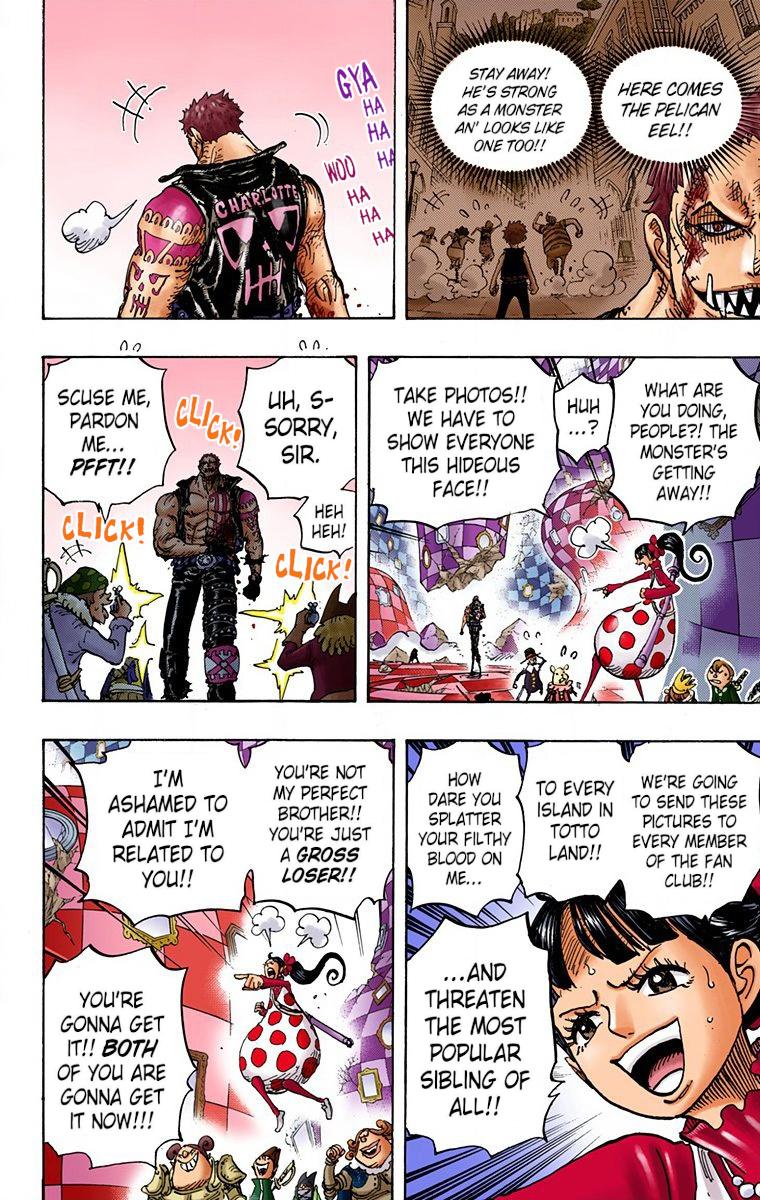 HERE COMES
THE PELICAN
EEL!!
STAY AWAY!
HE'S STRONG
AS A MONSTER
AN' LOOKS LIKE
ONE TOO!!
GYA
HA
HA
HA
WOO
HA
HA
HA
CHARLOTTE
WHAT ARE
YOU DOING,
PEOPLE?! THE
MONSTER'S
GETTING
AWAY!!
HUH
...?
TAKE PHOTOS!!
WE HAVE TO
SHOW EVERYONE
THIS HIDEOUS
FACE!!
UH, S-
SORRY,
SIR.
HEH
HEH!
CLICK!
CLICK!
SCUSE ME,
PARDON
ME...
PFFT!!
CLICK!
WE'RE GOING
TO SEND THESE
PICTURES TO
EVERY MEMBER
OF THE FAN
CLUB!!
TO EVERY
ISLAND IN
TOTTO
LAND!!
HOW
DARE YOU
SPLATTER
YOUR FILTHY
BLOOD ON
ME...
...AND
THREATEN
THE MOST
POPULAR
SIBLING OF
ALL!!
YOU'RE NOT
MY PERFECT
BROTHER!!
YOU'RE JUST
A GROSS
LOSER!!
I'M
ASHAMED TO
ADMIT I'M
RELATED TO
YOU!!
YOU'RE
GONNA GET
IT!! BOTH
OF YOU ARE
GONNA GET
IT NOW!!!